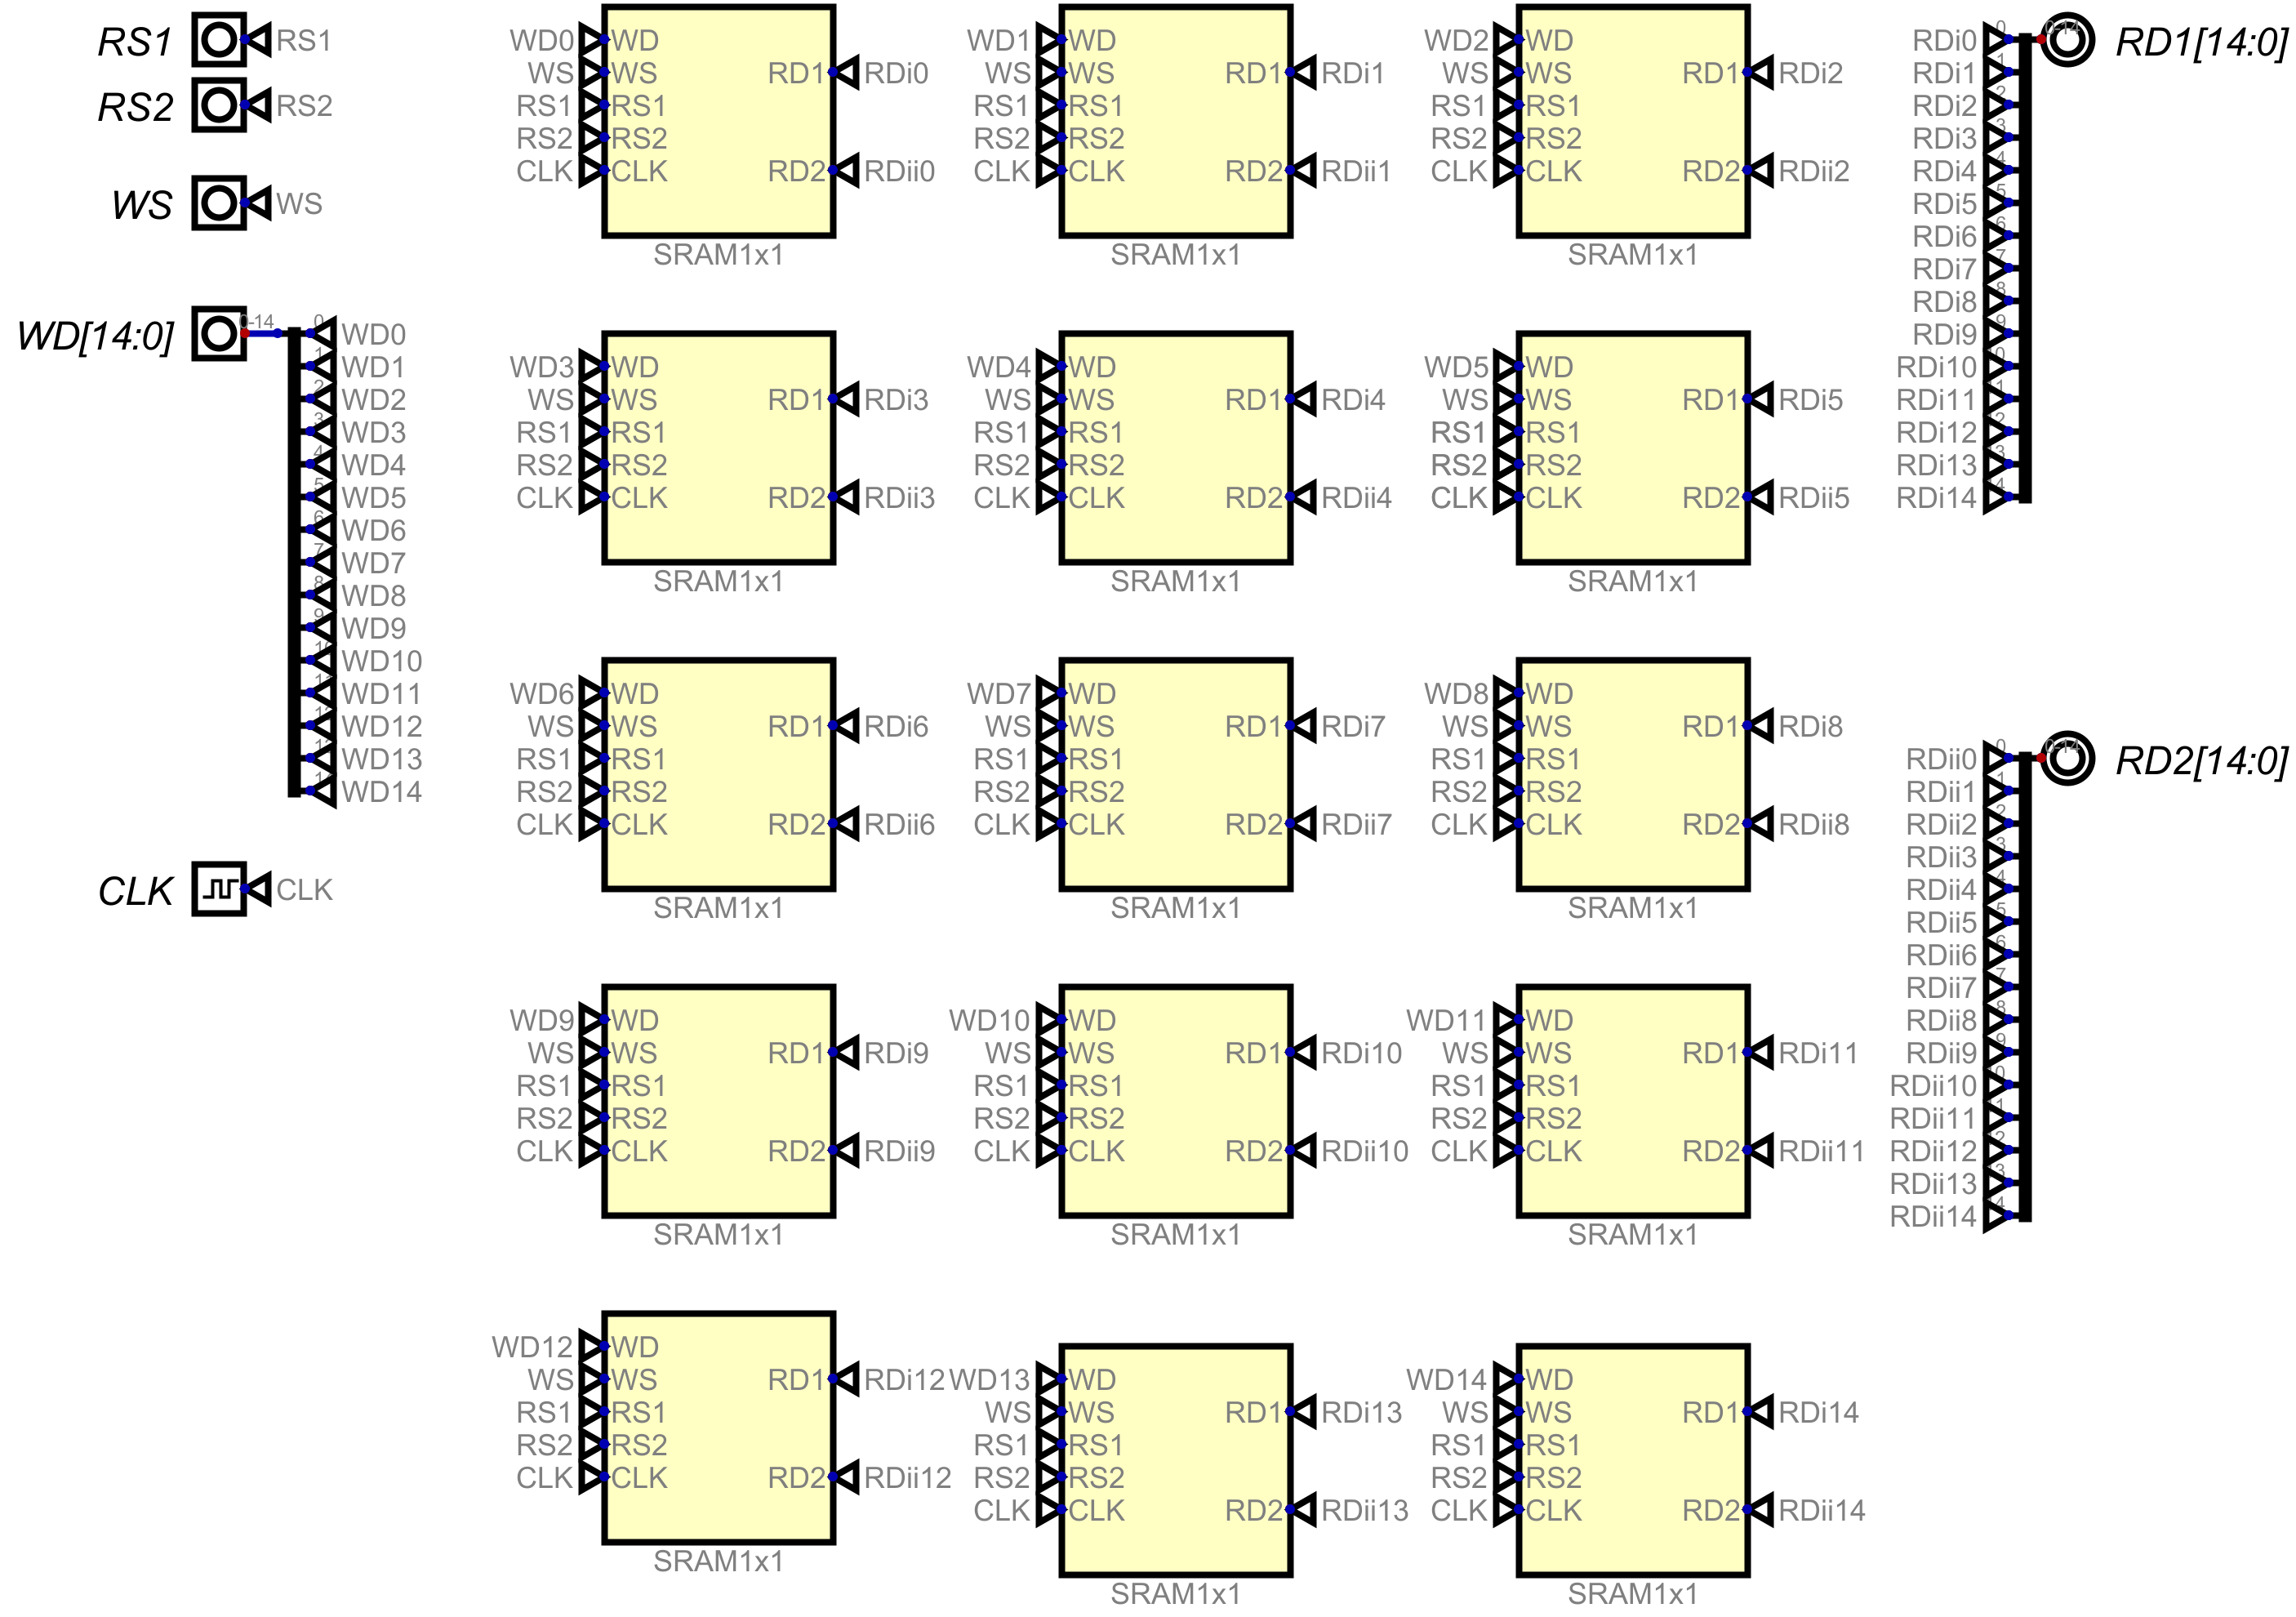 RS1 RS1
RS2 RS2
WS WS
WD[14:0] 0-14
0 WD0
1 WD1
2 WD2
3 WD3
4 WD4
5 WD5
6 WD6
7 WD7
8 WD8
9 WD9
WD10
WD11
WD12
WD13
WD14
CLK CLK
WD0 WD
WS WS RD1 RDi0
RS1 RS1
RS2 RS2
CLK CLK RD2 RDii0
SRAM1x1
WD1 WD
WS WS RD1 RDi1
RS1 RS1
RS2 RS2
CLK CLK RD2 RDii1
SRAM1x1
WD2 WD
WS WS RD1 RDi2
RS1 RS1
RS2 RS2
CLK CLK RD2 RDii2
SRAM1x1
WD3 WD
WS WS RD1 RDi3
RS1 RS1
RS2 RS2
CLK CLK RD2 RDii3
SRAM1x1
WD4 WD
WS WS RD1 RDi4
RS1 RS1
RS2 RS2
CLK CLK RD2 RDii4
SRAM1x1
WD5 WD
WS WS RD1 RDi5
RS1 RS1
RS2 RS2
CLK CLK RD2 RDii5
SRAM1x1
WD6 WD
WS WS RD1 RDi6
RS1 RS1
RS2 RS2
CLK CLK RD2 RDii6
SRAM1x1
WD7 WD
WS WS RD1 RDi7
RS1 RS1
RS2 RS2
CLK CLK RD2 RDii7
SRAM1x1
WD8 WD
WS WS RD1 RDi8
RS1 RS1
RS2 RS2
CLK CLK RD2 RDii8
SRAM1x1
WD9 WD
WS WS RD1 RDi9
RS1 RS1
RS2 RS2
CLK CLK RD2 RDii9
SRAM1x1
WD10 WD
WS WS RD1 RDi10
RS1 RS1
RS2 RS2
CLK CLK RD2 RDii10
SRAM1x1
WD11 WD
WS WS RD1 RDi11
RS1 RS1
RS2 RS2
CLK CLK RD2 RDii11
SRAM1x1
WD12 WD
WS WS RD1 RDi12
RS1 RS1
RS2 RS2
CLK CLK RD2 RDii12
SRAM1x1
WD13 WD
WS WS RD1 RDi13
RS1 RS1
RS2 RS2
CLK CLK RD2 RDii13
SRAM1x1
WD14 WD
WS WS RD1 RDi14
RS1 RS1
RS2 RS2
CLK CLK RD2 RDii14
SRAM1x1
RDi0 0 0-14 RD1[14:0]
RDi1 1
RDi2 2
RDi3 3
RDi4 4
RDi5 5
RDi6 6
RDi7 7
RDi8 8
RDi9 9
RDi10
RDi11
RDi12
RDi13
RDi14
RDii0 0 0-14 RD2[14:0]
RDii1 1
RDii2 2
RDii3 3
RDii4 4
RDii5 5
RDii6 6
RDii7 7
RDii8 8
RDii9 9
RDii10
RDii11
RDii12
RDii13
RDii14